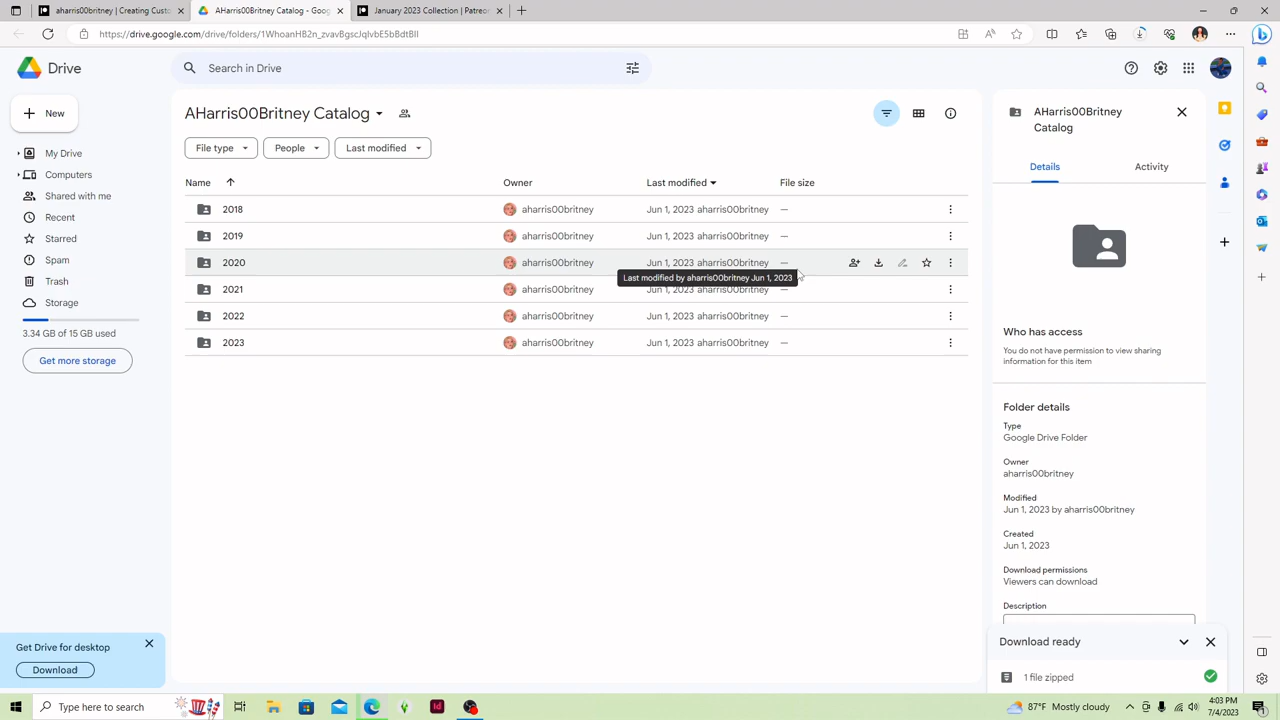 aharris00britney | Creating Custo
AHarris00Britney Catalog - Goog
January 2023 Collection | Patreon
https://drive.google.com/drive/folders/
Drive
Search in Drive
New
My Drive
Computers
Shared with me
Recent
Starred
Spam
Trash
Storage
3.34 GB of 15 GB used
Get more storage
AHarris00Britney Catalog
File type
People
Last modified
Name
Owner
Last modified
File size
2018 aharris00britney Jun 1, 2023 aharris00britney —
2019 aharris00britney Jun 1, 2023 aharris00britney —
2020 aharris00britney Jun 1, 2023 aharris00britney —
Last modified by aharris00britney Jun 1, 2023
2021 aharris00britney Jun 1, 2023 aharris00britney —
2022 aharris00britney Jun 1, 2023 aharris00britney —
2023 aharris00britney Jun 1, 2023 aharris00britney —
AHarris00Britney
Catalog
Details
Activity
Who has access
You do not have permission to view sharing
information for this item
Folder details
Type
Google Drive Folder
Owner
aharris00britney
Modified
Jun 1, 2023 by aharris00britney
Created
Jun 1, 2023
Download permissions
Viewers can download
Description
Download ready
1 file zipped
Get Drive for desktop
Download
Type here to search
87°F Mostly cloudy
4:03 PM
7/4/2023